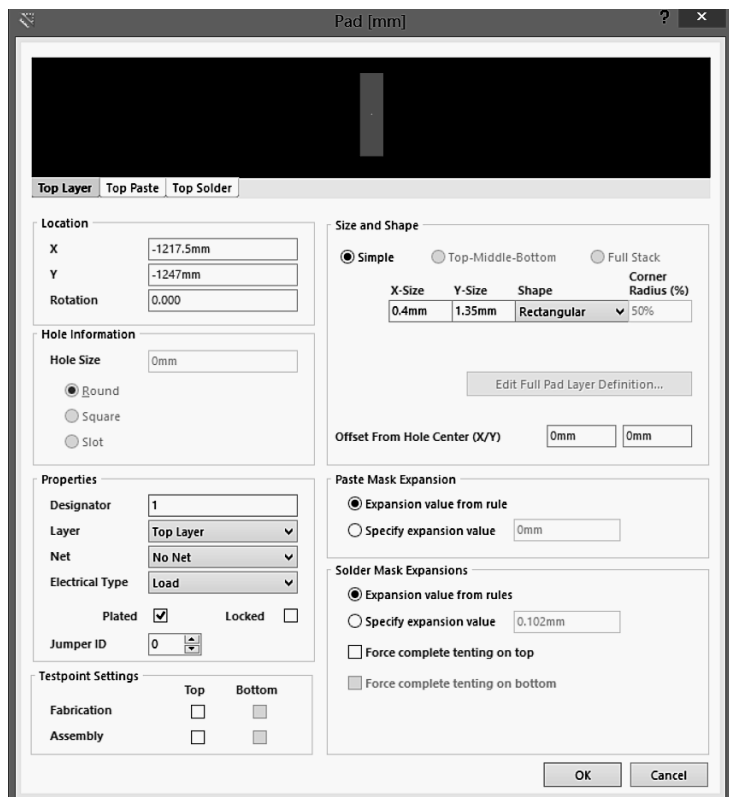 Pad [mm] ? ×
Top Layer Top Paste Top Solder
Location
X -1217.5mm
Y -1247mm
Rotation 0.000
Hole Information
Hole Size 0mm
Round
Square
Slot
Properties
Designator 1
Layer Top Layer
Net No Net
Electrical Type Load
Plated Locked
Jumper ID 0
Testpoint Settings
Top Bottom
Fabrication
Assembly
Size and Shape
Simple Top-Middle-Bottom Full Stack
X-Size Y-Size Shape Corner Radius (%)
0.4mm 1.35mm Rectangular 50%
Edit Full Pad Layer Definition...
Offset From Hole Center (X/Y) 0mm 0mm
Paste Mask Expansion
Expansion value from rule
Specify expansion value 0mm
Solder Mask Expansions
Expansion value from rules
Specify expansion value 0.102mm
Force complete tenting on top
Force complete tenting on bottom
OK Cancel